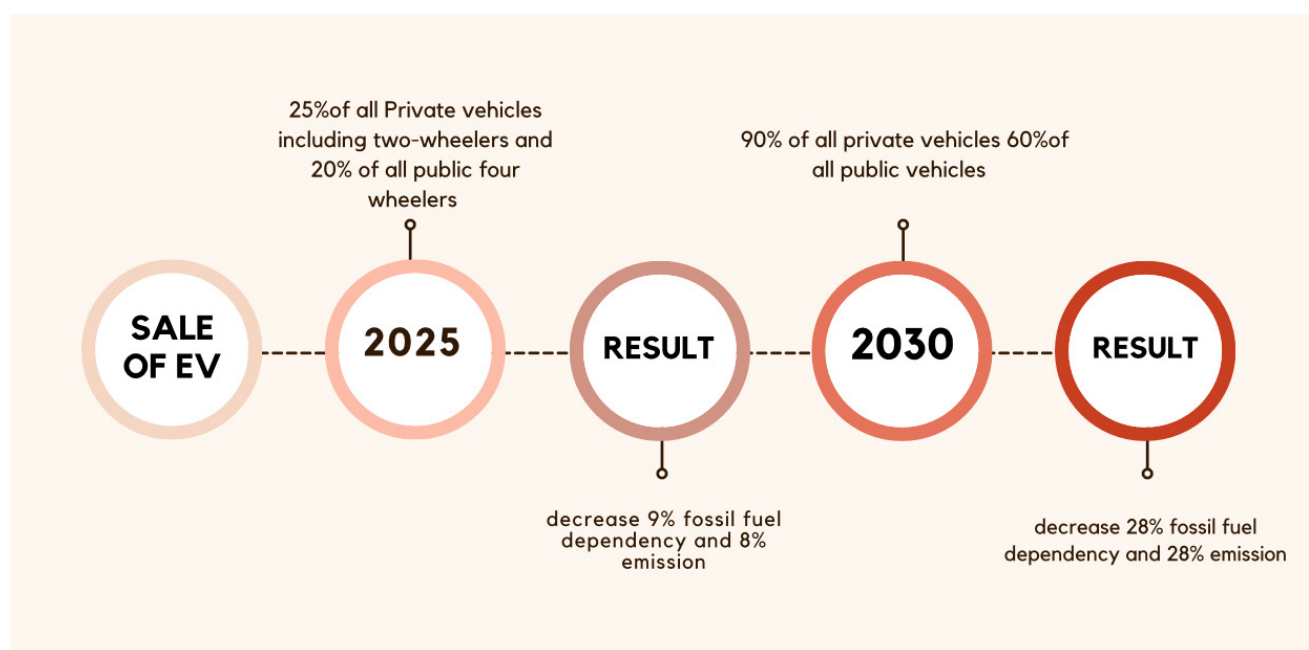 25%of all Private vehicles
including two-wheelers and
20% of all public four
wheelers
90% of all private vehicles 60%of
all public vehicles
SALE
OF EV
2025
RESULT
2030
RESULT
decrease 9% fossil fuel
dependency and 8%
emission
decrease 28% fossil fuel
dependency and 28% emission